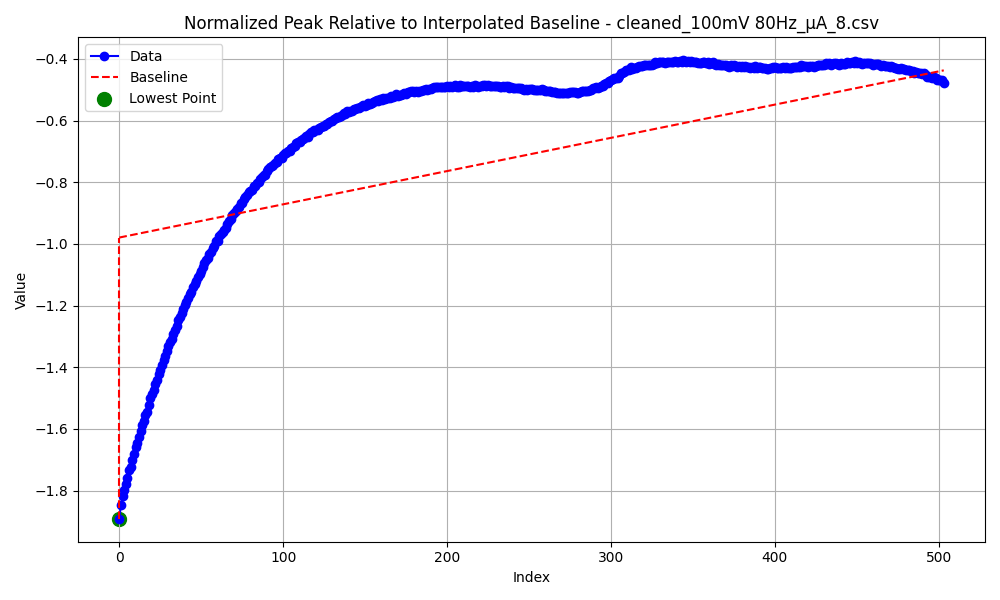 Normalized Peak Relative to Interpolated Baseline - cleaned_100mV 80Hz_µA_8.csv
Data
Baseline
Lowest Point
−0.4
−0.6
−0.8
−1.0
−1.2
−1.4
−1.6
−1.8
Value
0 100 200 300 400 500
Index